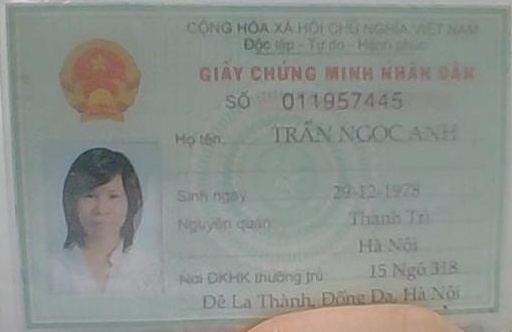 CỘNG HÒA XÃ HỘI CHỦ NGHĨA VIỆT NAM
Độc lập - Tự do - Hạnh phúc
GIẤY CHỨNG MINH NHÂN DÂN
SỐ 011957445
Họ tên TRẦN NGỌC ANH
Sinh ngày 29-12-1978
Nguyên quán Thanh Trì
Hà Nội
Nơi ĐKHK thường trú 15 Ngõ 318
Đê La Thành, Đống Đa, Hà Nội